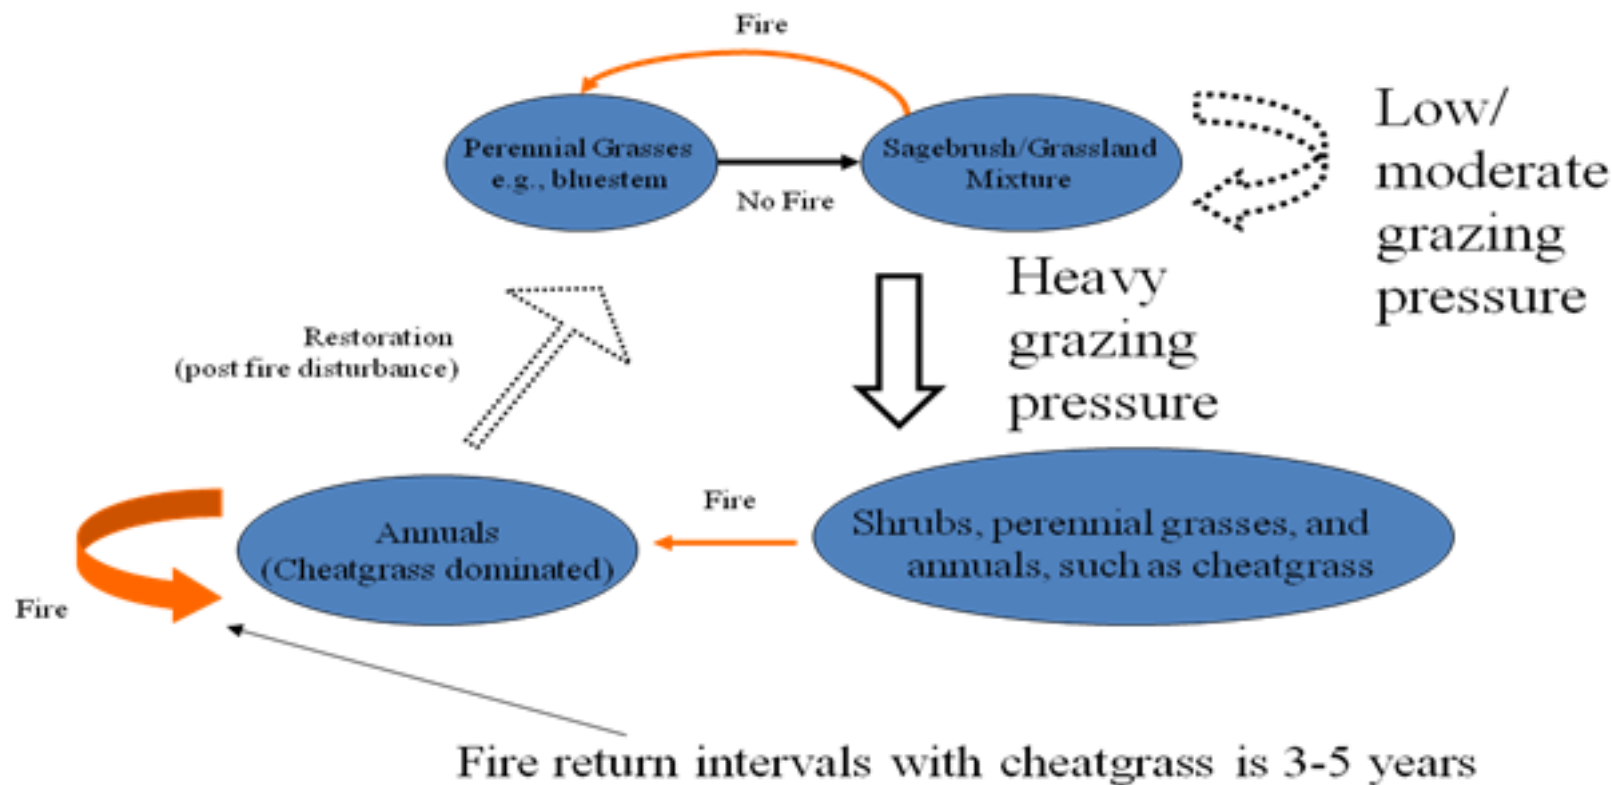 Fire
Perennial Grasses
e.g., bluestem
No Fire
Sagebrush/Grassland
Mixture
Low/
moderate
grazing
pressure
Heavy
grazing
pressure
Restoration
(post fire disturbance)
Annuals
(Cheatgrass dominated)
Fire
Shrubs, perennial grasses, and
annuals, such as cheatgrass
Fire
Fire return intervals with cheatgrass is 3-5 years